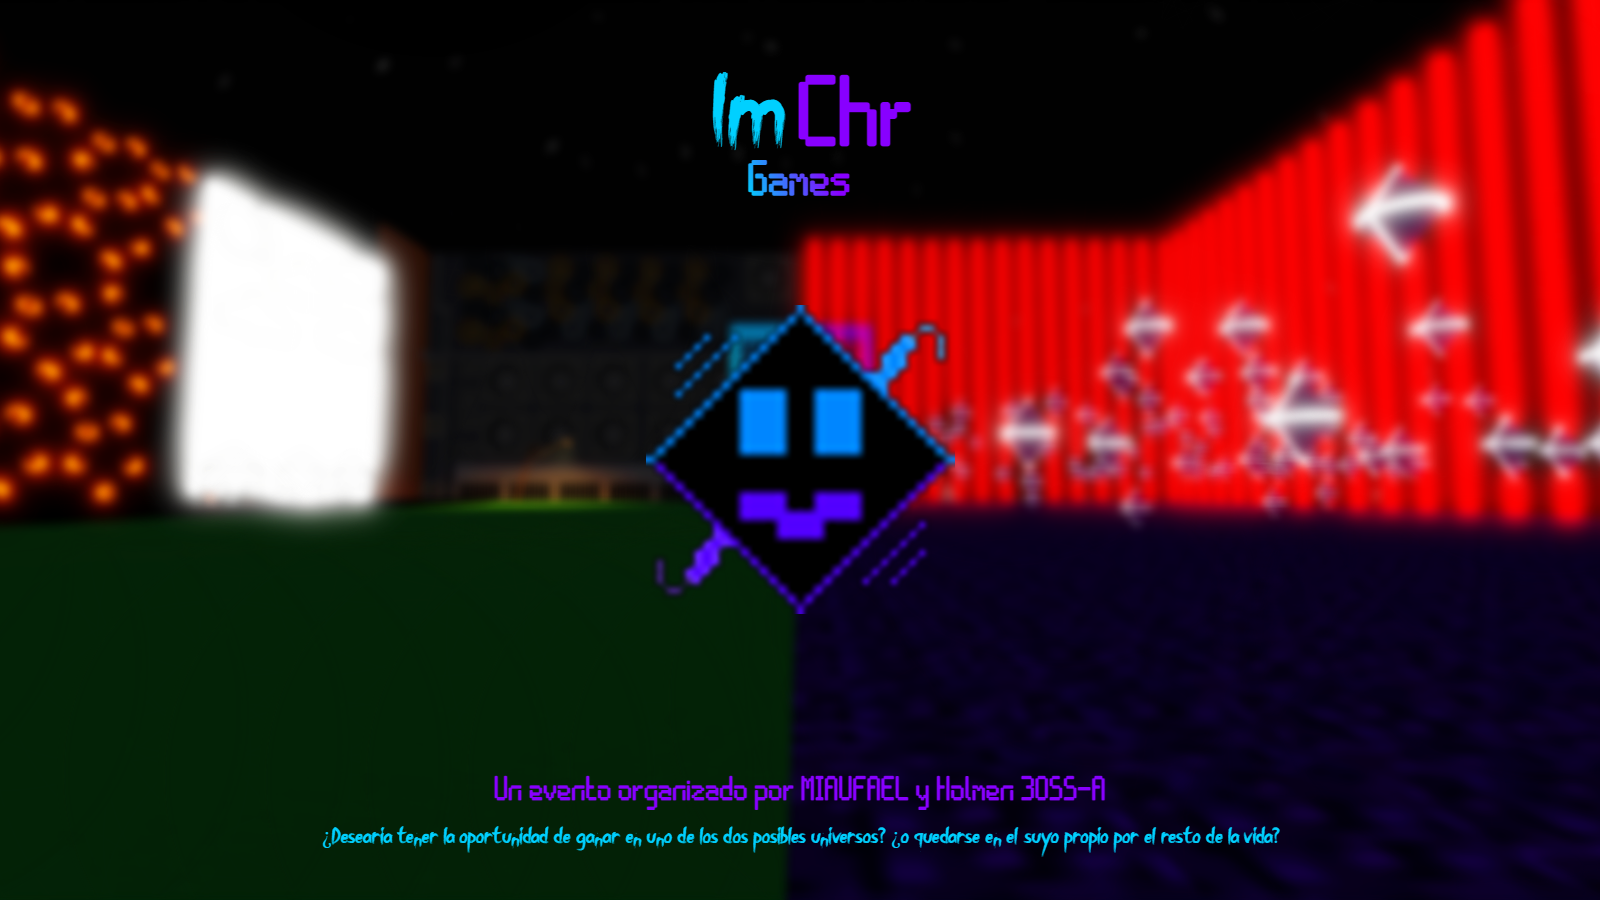 Im Chr
Games
Un evento organizado por MIAUFAEL y Holmen 3OSS-A
¿Desearía tener la oportunidad de ganar en uno de los dos posibles universos? ¿o quedarse en el suyo propio por el resto de la vida?